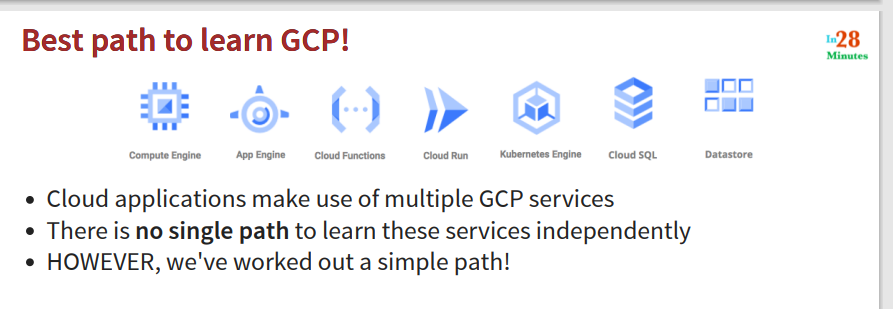 Best path to learn GCP!
In28
Minutes
Compute Engine App Engine Cloud Functions Cloud Run Kubernetes Engine Cloud SQL Datastore
• Cloud applications make use of multiple GCP services
• There is no single path to learn these services independently
• HOWEVER, we've worked out a simple path!